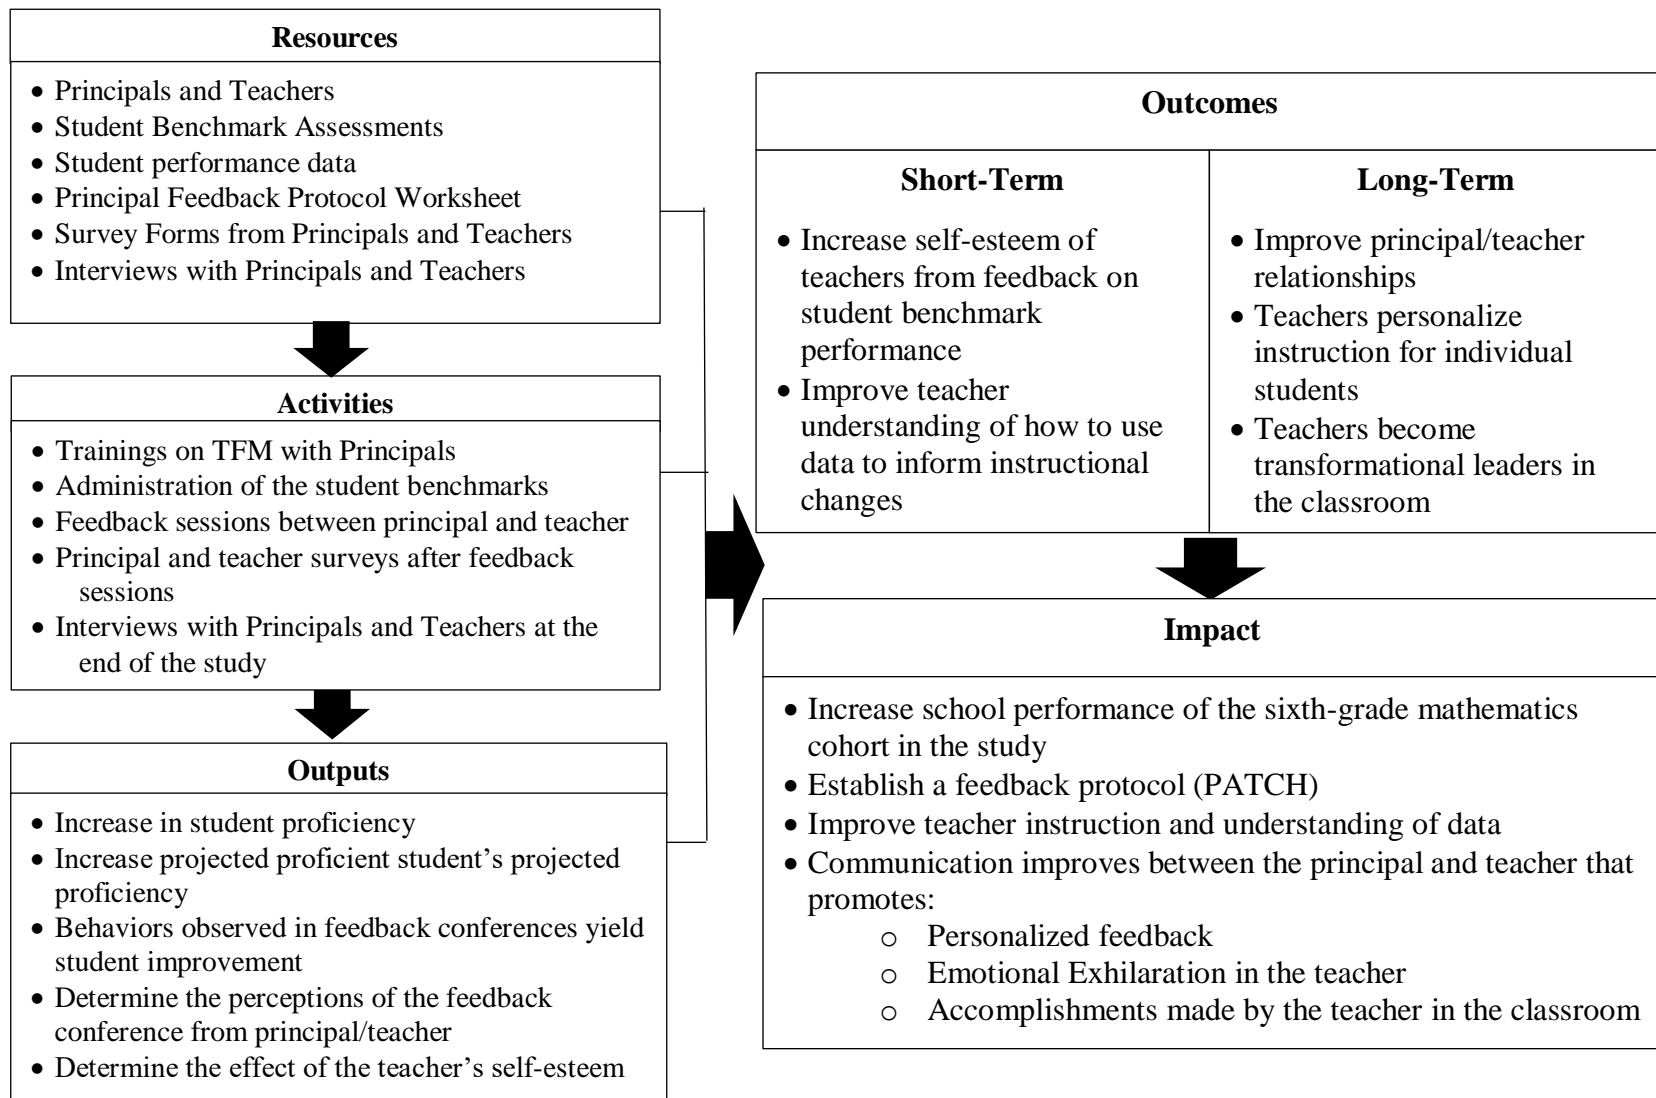 Resources
• Principals and Teachers
• Student Benchmark Assessments
• Student performance data
• Principal Feedback Protocol Worksheet
• Survey Forms from Principals and Teachers
• Interviews with Principals and Teachers
Activities
• Trainings on TFM with Principals
• Administration of the student benchmarks
• Feedback sessions between principal and teacher
• Principal and teacher surveys after feedback
sessions
• Interviews with Principals and Teachers at the
end of the study
Outputs
• Increase in student proficiency
• Increase projected proficient student’s projected
proficiency
• Behaviors observed in feedback conferences yield
student improvement
• Determine the perceptions of the feedback
conference from principal/teacher
• Determine the effect of the teacher’s self-esteem
Outcomes
Short-Term
• Increase self-esteem of
teachers from feedback on
student benchmark
performance
• Improve teacher
understanding of how to use
data to inform instructional
changes
Long-Term
• Improve principal/teacher
relationships
• Teachers personalize
instruction for individual
students
• Teachers become
transformational leaders in
the classroom
Impact
• Increase school performance of the sixth-grade mathematics
cohort in the study
• Establish a feedback protocol (PATCH)
• Improve teacher instruction and understanding of data
• Communication improves between the principal and teacher that
promotes:
o Personalized feedback
o Emotional Exhilaration in the teacher
o Accomplishments made by the teacher in the classroom